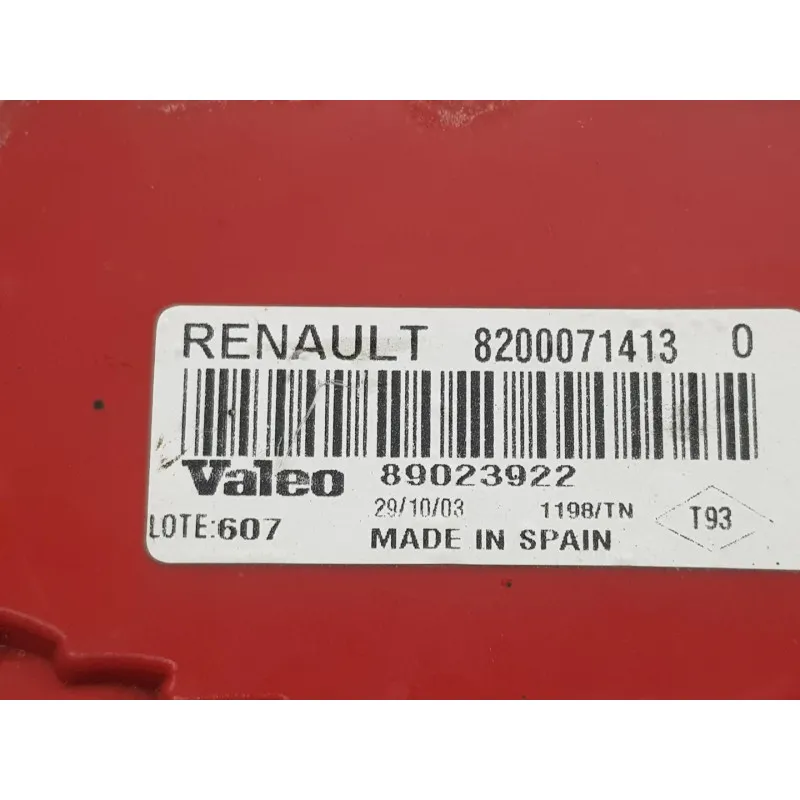 RENAULT 8200071413 0
Valeo 89023922
29/10/03 1198/TN T93
LOTE:607 MADE IN SPAIN